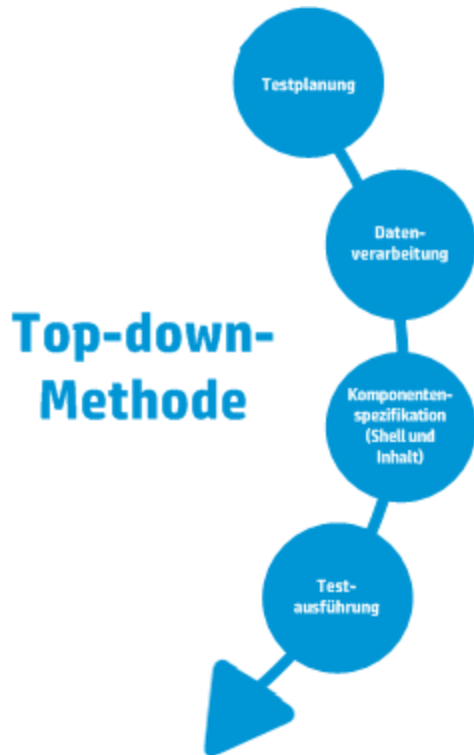 Testplanung
Daten-
verarbeitung
Top-down-
Methode
Komponenten-
spezifikation
(Shell und
Inhalt)
Test-
ausführung